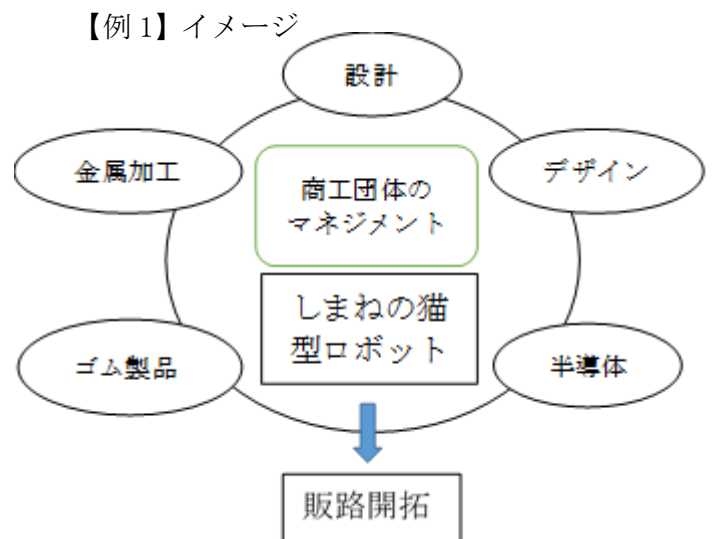 【例1】イメージ
設計
金属加工
デザイン
商工団体の
マネジメント
しまねの猫
型ロボット
ゴム製品
半導体
販路開拓